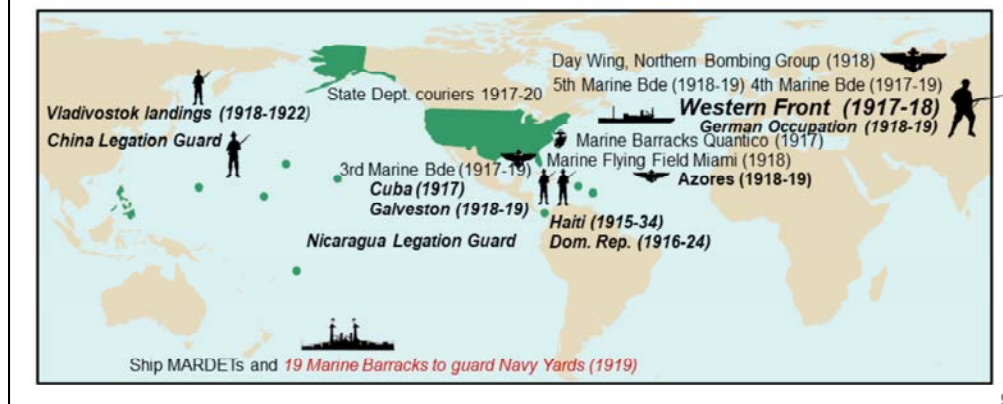 Day Wing, Northern Bombing Group (1918)
State Dept. couriers 1917-20
5th Marine Bde (1918-19) 4th Marine Bde (1917-19)
Western Front (1917-18)
German Occupation (1918-19)
Vladivostok landings (1918-1922)
China Legation Guard
Marine Barracks Quantico (1917)
3rd Marine Bde (1917-19)
Marine Flying Field Miami (1918)
Cuba (1917)
Azores (1918-19)
Galveston (1918-19)
Haiti (1915-34)
Nicaragua Legation Guard
Dom. Rep. (1916-24)
Ship MARDETs and 19 Marine Barracks to guard Navy Yards (1919)